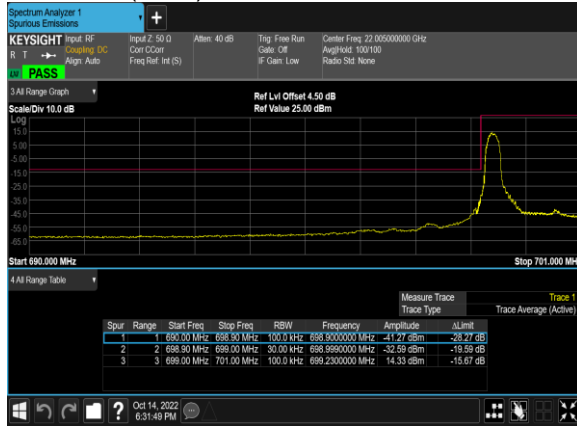 Spectrum Analyzer 1
Spurious Emissions
+
KEYSIGHT Input: RF Input Z: 50 Ω Atten: 40 dB Trig: Free Run Center Freq: 22.005000000 GHz
R T Coupling: DC Corr CCorr Gate: Off Avg|Hold: 100/100
Align: Auto Freq Ref: Int (S) IF Gain: Low Radio Std: None
PASS
3 All Range Graph
Ref Lvl Offset 4.50 dB
Scale/Div 10.0 dB Ref Value 25.00 dBm
Log
15.0
5.00
-5.00
-15.0
-25.0
-35.0
-45.0
-55.0
-65.0
Start 690.000 MHz Stop 701.000 MH
4 All Range Table
Measure Trace Trace 1
Trace Type Trace Average (Active)
Spur Range Start Freq Stop Freq RBW Frequency Amplitude ΔLimit
1 1 690.00 MHz 698.90 MHz 100.0 kHz 698.9000000 MHz -41.27 dBm -28.27 dB
2 2 698.90 MHz 699.00 MHz 30.00 kHz 698.9990000 MHz -32.59 dBm -19.59 dB
3 3 699.00 MHz 701.00 MHz 100.0 kHz 699.2300000 MHz 14.33 dBm -15.67 dB
? Oct 14, 2022
6:31:49 PM